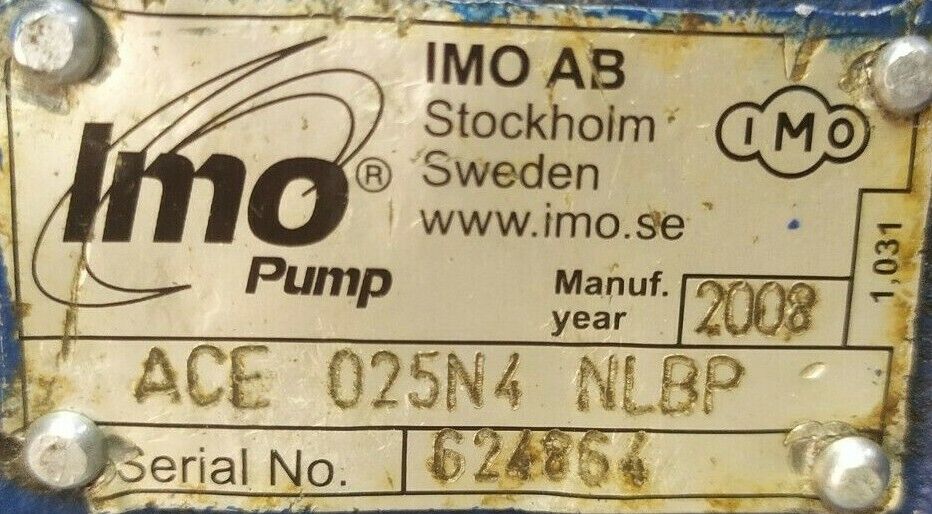 Imo®
Pump
IMO AB
Stockholm
Sweden
www.imo.se
IMO
Manuf.
year
2008
1,031
ACE 025N4 NLBP
Serial No.
624864